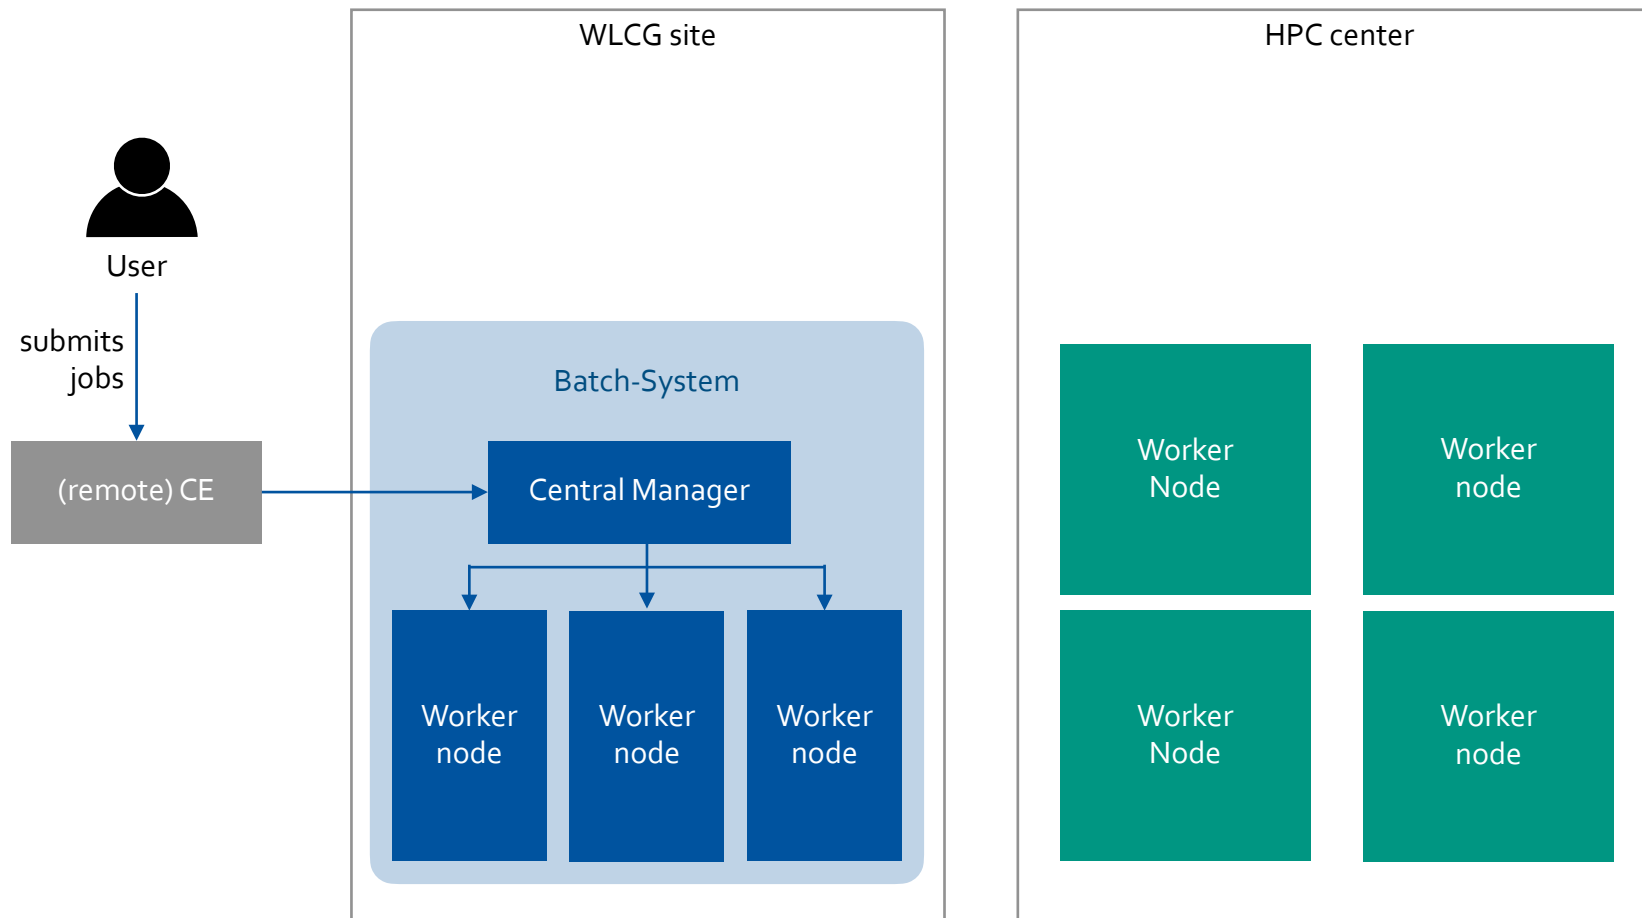 WLCG site
HPC center
User
submits
jobs
(remote) CE
Batch-System
Central Manager
Worker
node
Worker
node
Worker
node
Worker
Node
Worker
node
Worker
Node
Worker
node